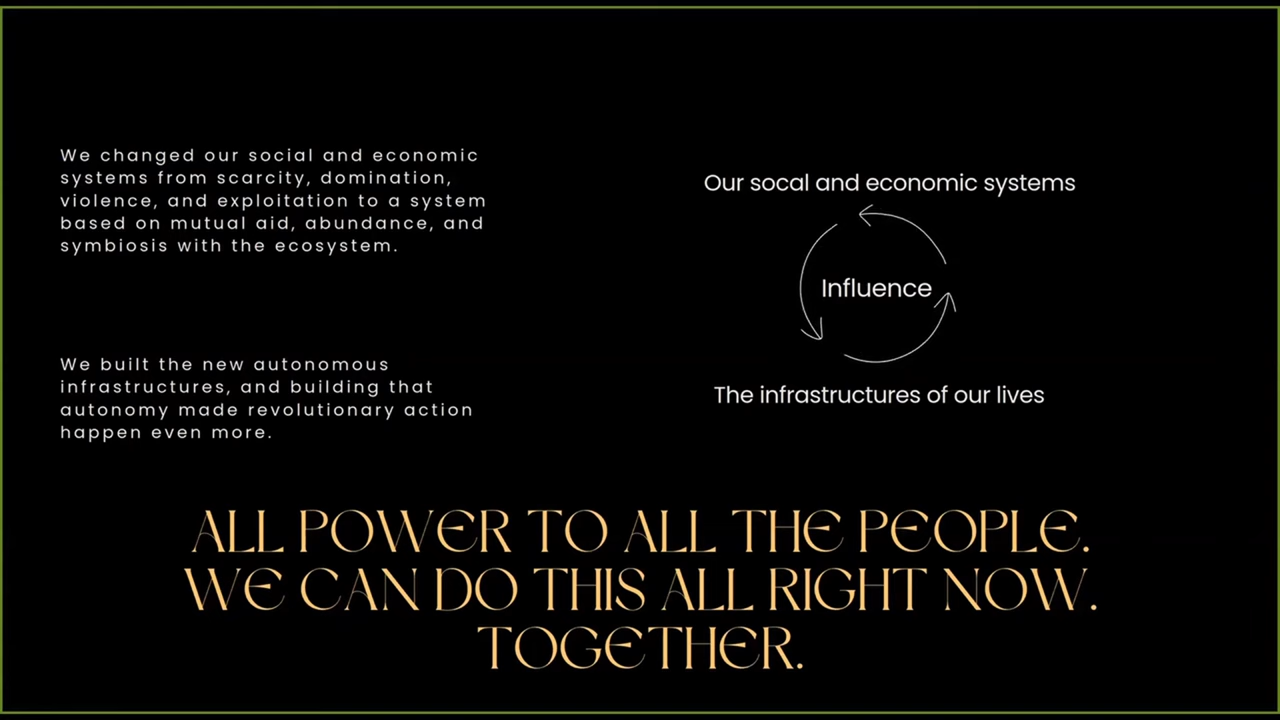 We changed our social and economic
systems from scarcity, domination,
violence, and exploitation to a system
based on mutual aid, abundance, and
symbiosis with the ecosystem.
We built the new autonomous
infrastructures, and building that
autonomy made revolutionary action
happen even more.
Our socal and economic systems
Influence
The infrastructures of our lives
ALL POWER TO ALL THE PEOPLE.
WE CAN DO THIS ALL RIGHT NOW.
TOGETHER.